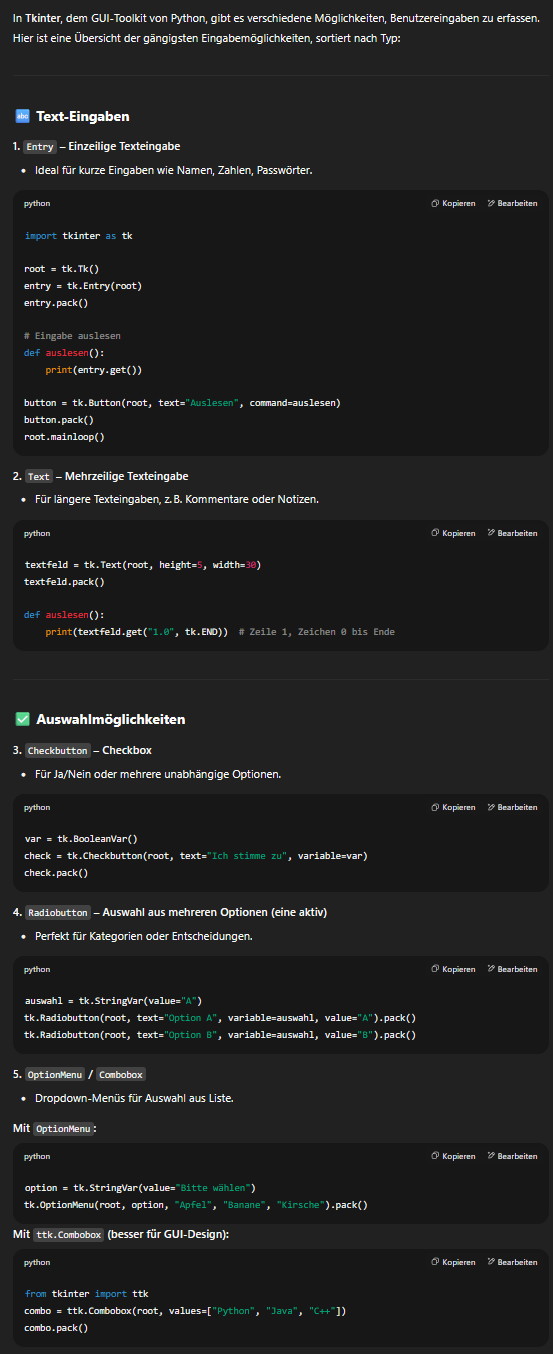 In Tkinter, dem GUI-Toolkit von Python, gibt es verschiedene Möglichkeiten, Benutzereingaben zu erfassen.
Hier ist eine Übersicht der gängigsten Eingabemöglichkeiten, sortiert nach Typ:
abc Text-Eingaben
1. Entry – Einzeilige Texteingabe
• Ideal für kurze Eingaben wie Namen, Zahlen, Passwörter.
python Kopieren Bearbeiten
import tkinter as tk
root = tk.Tk()
entry = tk.Entry(root)
entry.pack()
# Eingabe auslesen
def auslesen():
    print(entry.get())
button = tk.Button(root, text="Auslesen", command=auslesen)
button.pack()
root.mainloop()
2. Text – Mehrzeilige Texteingabe
• Für längere Texteingaben, z. B. Kommentare oder Notizen.
python Kopieren Bearbeiten
textfeld = tk.Text(root, height=5, width=30)
textfeld.pack()
def auslesen():
    print(textfeld.get("1.0", tk.END))  # Zeile 1, Zeichen 0 bis Ende
✅ Auswahlmöglichkeiten
3. Checkbutton – Checkbox
• Für Ja/Nein oder mehrere unabhängige Optionen.
python Kopieren Bearbeiten
var = tk.BooleanVar()
check = tk.Checkbutton(root, text="Ich stimme zu", variable=var)
check.pack()
4. Radiobutton – Auswahl aus mehreren Optionen (eine aktiv)
• Perfekt für Kategorien oder Entscheidungen.
python Kopieren Bearbeiten
auswahl = tk.StringVar(value="A")
tk.Radiobutton(root, text="Option A", variable=auswahl, value="A").pack()
tk.Radiobutton(root, text="Option B", variable=auswahl, value="B").pack()
5. OptionMenu / Combobox
• Dropdown-Menüs für Auswahl aus Liste.
Mit OptionMenu:
python Kopieren Bearbeiten
option = tk.StringVar(value="Bitte wählen")
tk.OptionMenu(root, option, "Apfel", "Banane", "Kirsche").pack()
Mit ttk.Combobox (besser für GUI-Design):
python Kopieren Bearbeiten
from tkinter import ttk
combo = ttk.Combobox(root, values=["Python", "Java", "C++"])
combo.pack()